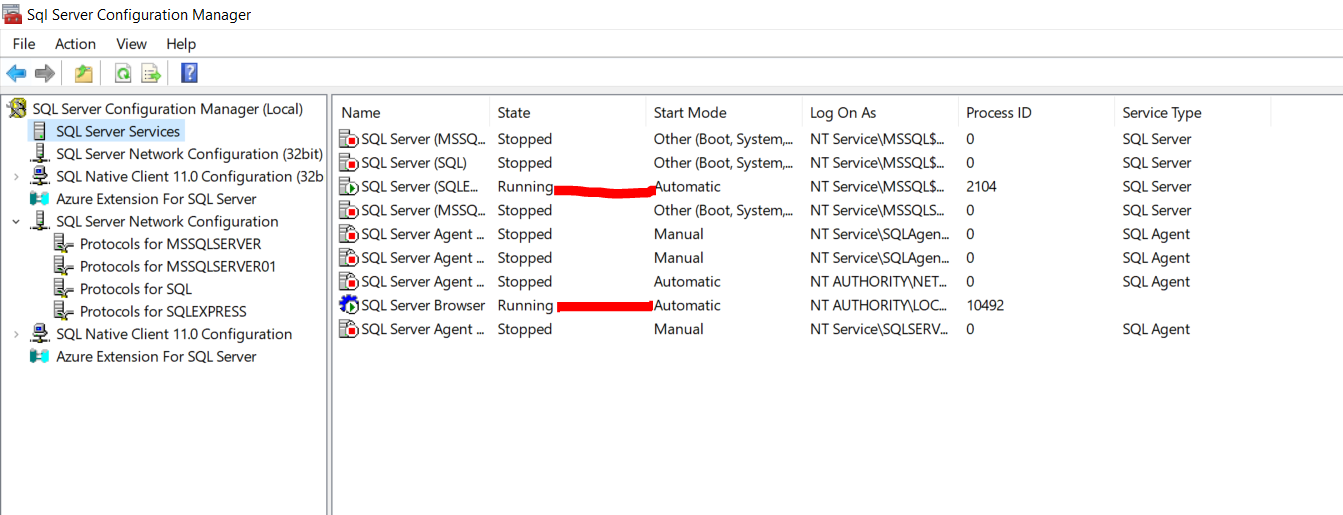 Sql Server Configuration Manager
File Action View Help
SQL Server Configuration Manager (Local)
SQL Server Services
SQL Server Network Configuration (32bit)
SQL Native Client 11.0 Configuration (32b
Azure Extension For SQL Server
SQL Server Network Configuration
Protocols for MSSQLSERVER
Protocols for MSSQLSERVER01
Protocols for SQL
Protocols for SQLEXPRESS
SQL Native Client 11.0 Configuration
Azure Extension For SQL Server
Name State Start Mode Log On As Process ID Service Type
SQL Server (MSSQ... Stopped Other (Boot, System,... NT Service\MSSQL$... 0 SQL Server
SQL Server (SQL) Stopped Other (Boot, System,... NT Service\MSSQL$... 0 SQL Server
SQL Server (SQLE... Running Automatic NT Service\MSSQL$... 2104 SQL Server
SQL Server (MSSQ... Stopped Other (Boot, System,... NT Service\MSSQLS... 0 SQL Server
SQL Server Agent ... Stopped Manual NT Service\SQLAgen... 0 SQL Agent
SQL Server Agent ... Stopped Manual NT Service\SQLAgen... 0 SQL Agent
SQL Server Agent ... Stopped Automatic NT AUTHORITY\NET... 0 SQL Agent
SQL Server Browser Running Automatic NT AUTHORITY\LOC... 10492
SQL Server Agent ... Stopped Manual NT Service\SQLSERV... 0 SQL Agent